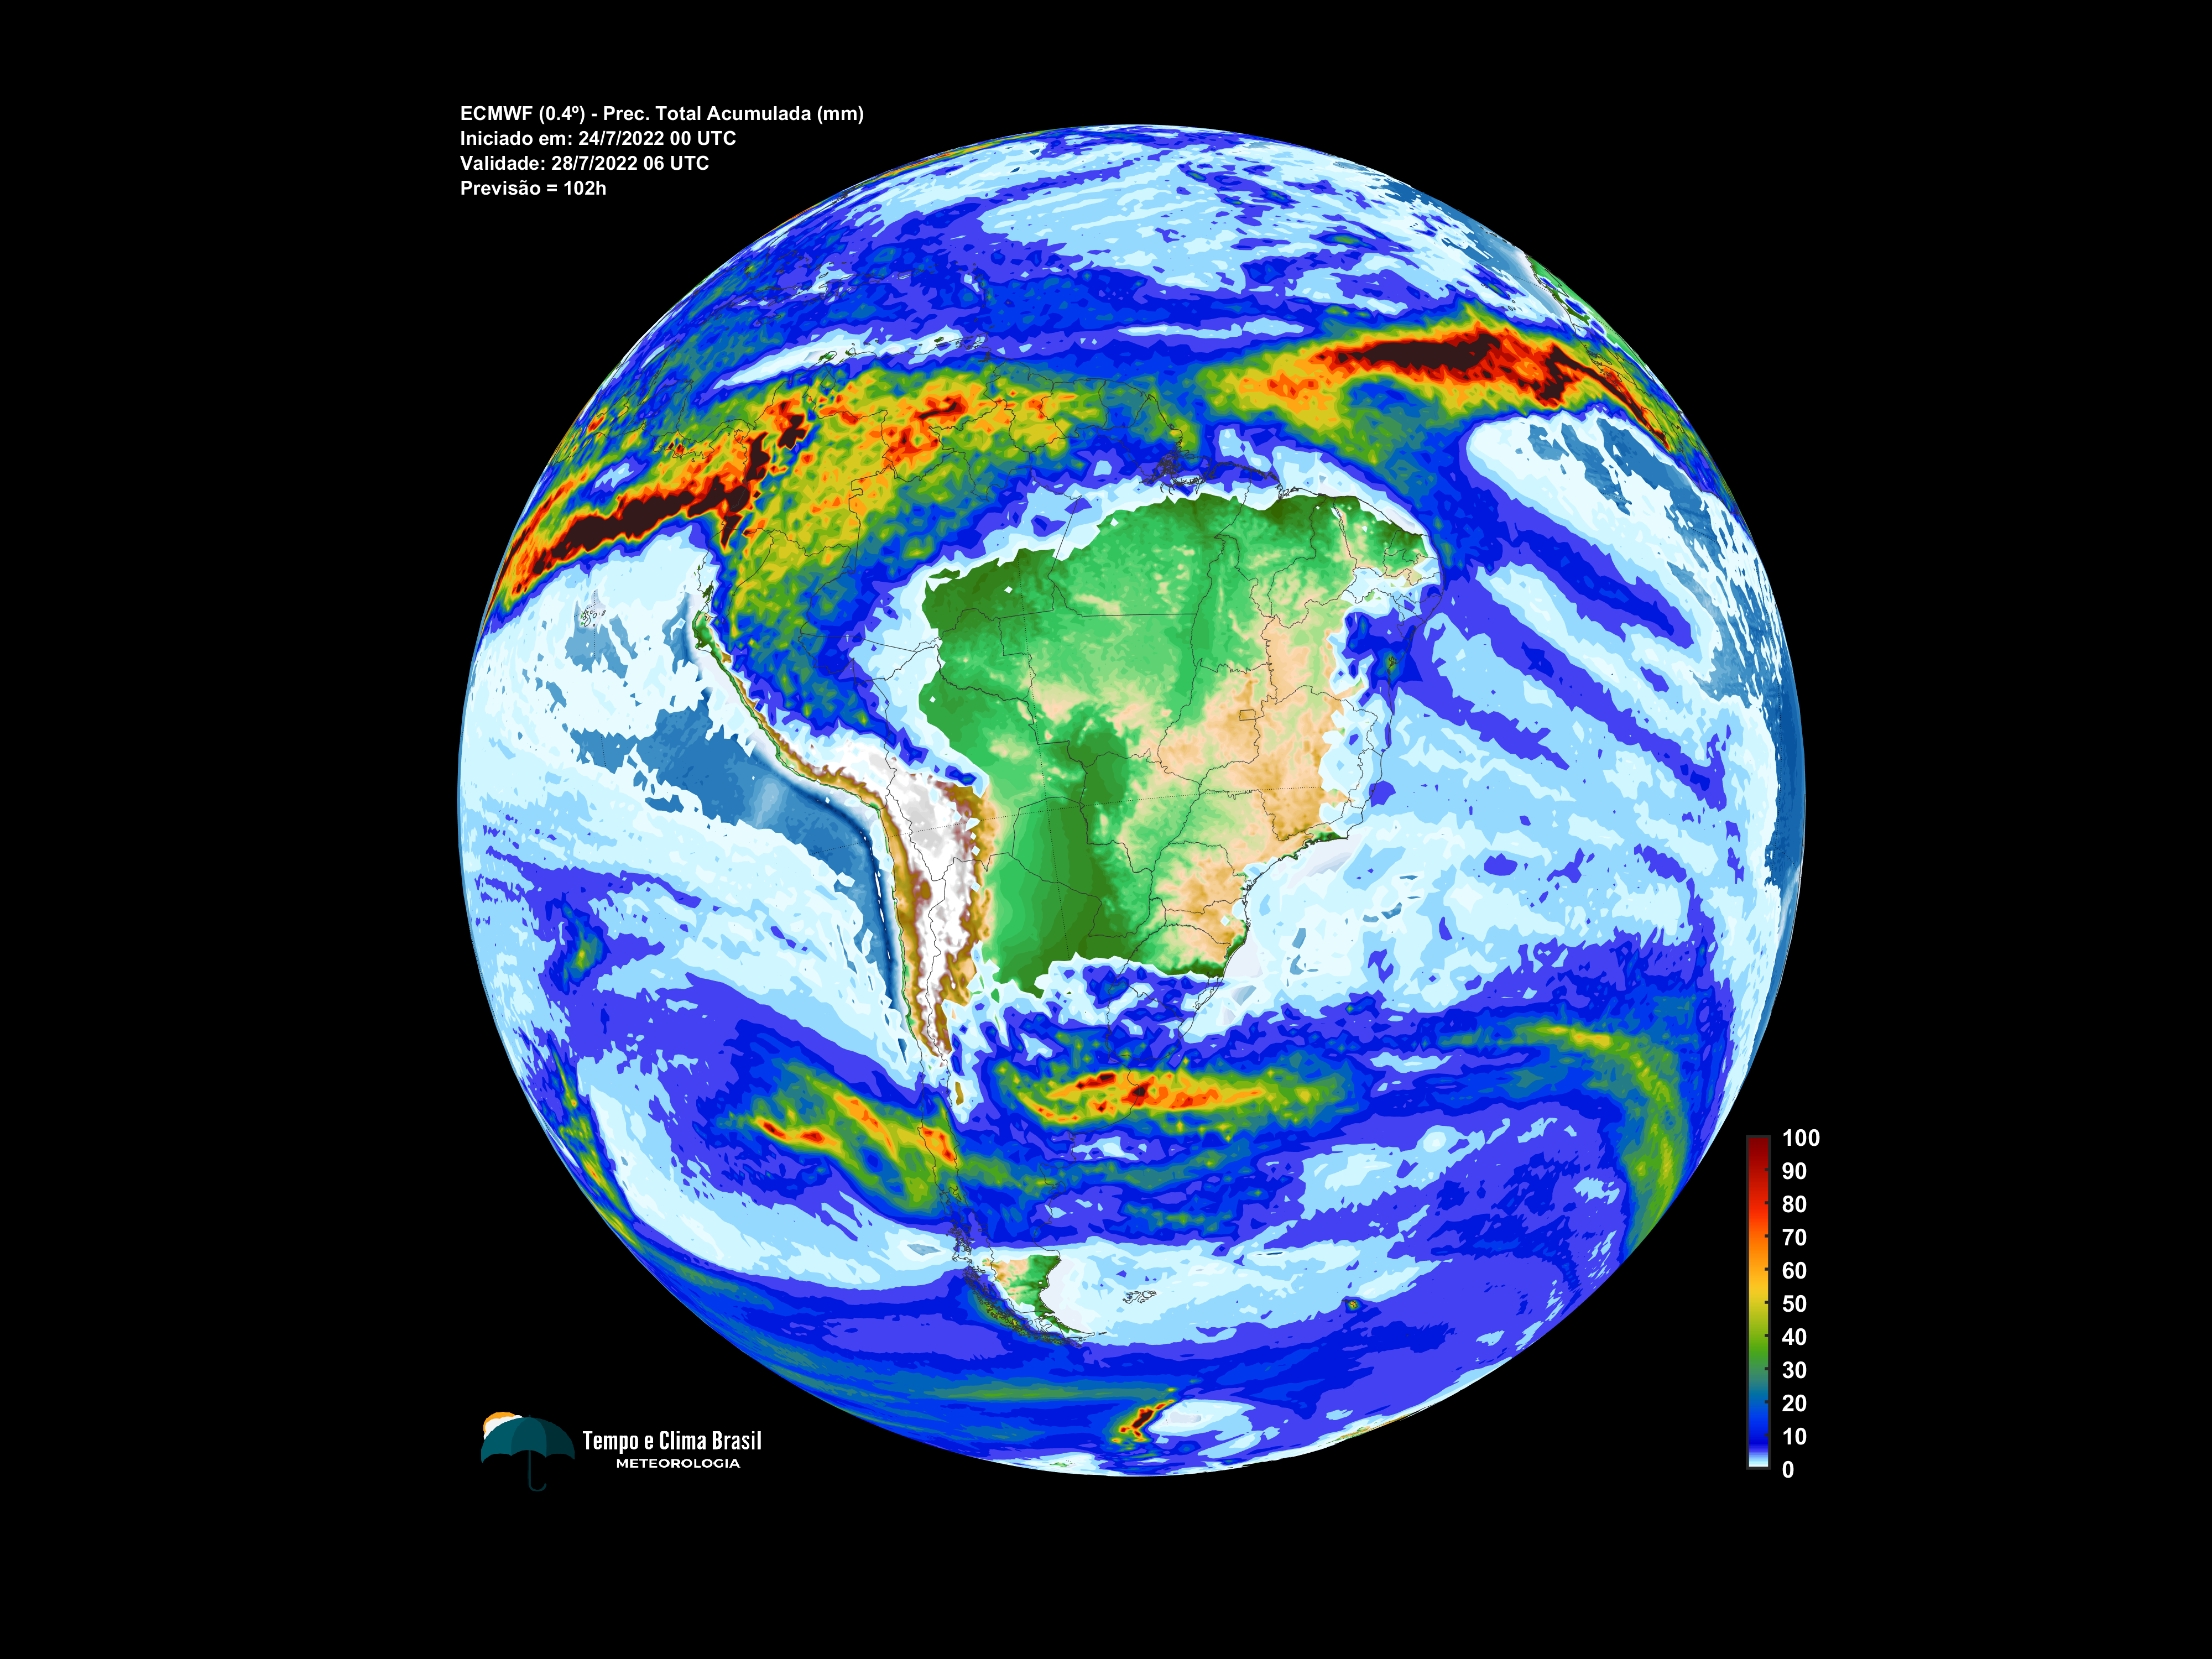 ECMWF (0.4º) - Prec. Total Acumulada (mm)
Iniciado em: 24/7/2022 00 UTC
Validade: 28/7/2022 06 UTC
Previsão = 102h
100
90
80
70
60
50
40
30
20
10
0
Tempo e Clima Brasil
METEOROLOGIA